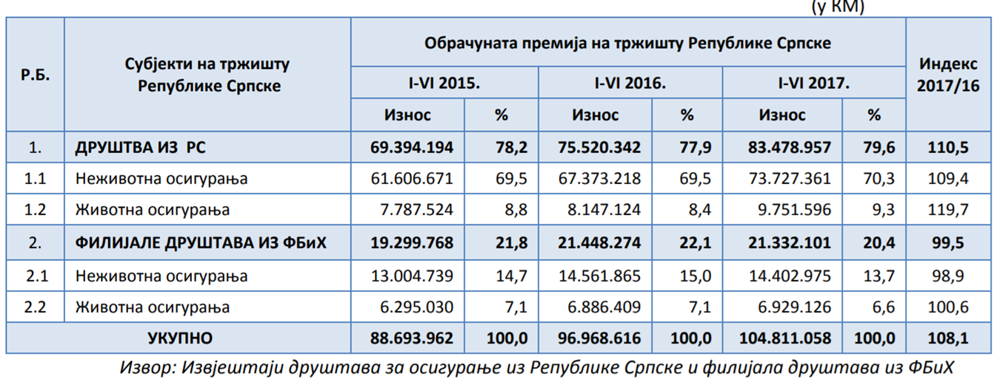 (у КМ)
Р.Б. Субјекти на тржишту Републике Српске Обрачуната премија на тржишту Републике Српске Индекс 2017/16
I-VI 2015. I-VI 2016. I-VI 2017.
Износ % Износ % Износ %
1. ДРУШТВА ИЗ РС 69.394.194 78,2 75.520.342 77,9 83.478.957 79,6 110,5
1.1 Неживотна осигурања 61.606.671 69,5 67.373.218 69,5 73.727.361 70,3 109,4
1.2 Животна осигурања 7.787.524 8,8 8.147.124 8,4 9.751.596 9,3 119,7
2. ФИЛИЈАЛЕ ДРУШТАВА ИЗ ФБиХ 19.299.768 21,8 21.448.274 22,1 21.332.101 20,4 99,5
2.1 Неживотна осигурања 13.004.739 14,7 14.561.865 15,0 14.402.975 13,7 98,9
2.2 Животна осигурања 6.295.030 7,1 6.886.409 7,1 6.929.126 6,6 100,6
УКУПНО 88.693.962 100,0 96.968.616 100,0 104.811.058 100,0 108,1
Извор: Извјештаји друштава за осигурање из Републике Српске и филијала друштава из ФБиХ